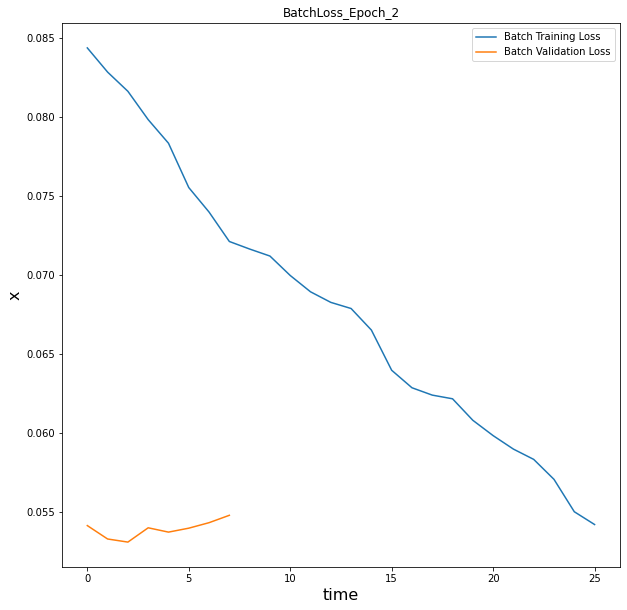 BatchLoss_Epoch_2
Batch Training Loss
Batch Validation Loss
0.085
0.080
0.075
0.070
0.065
0.060
0.055
x
0 5 10 15 20 25
time